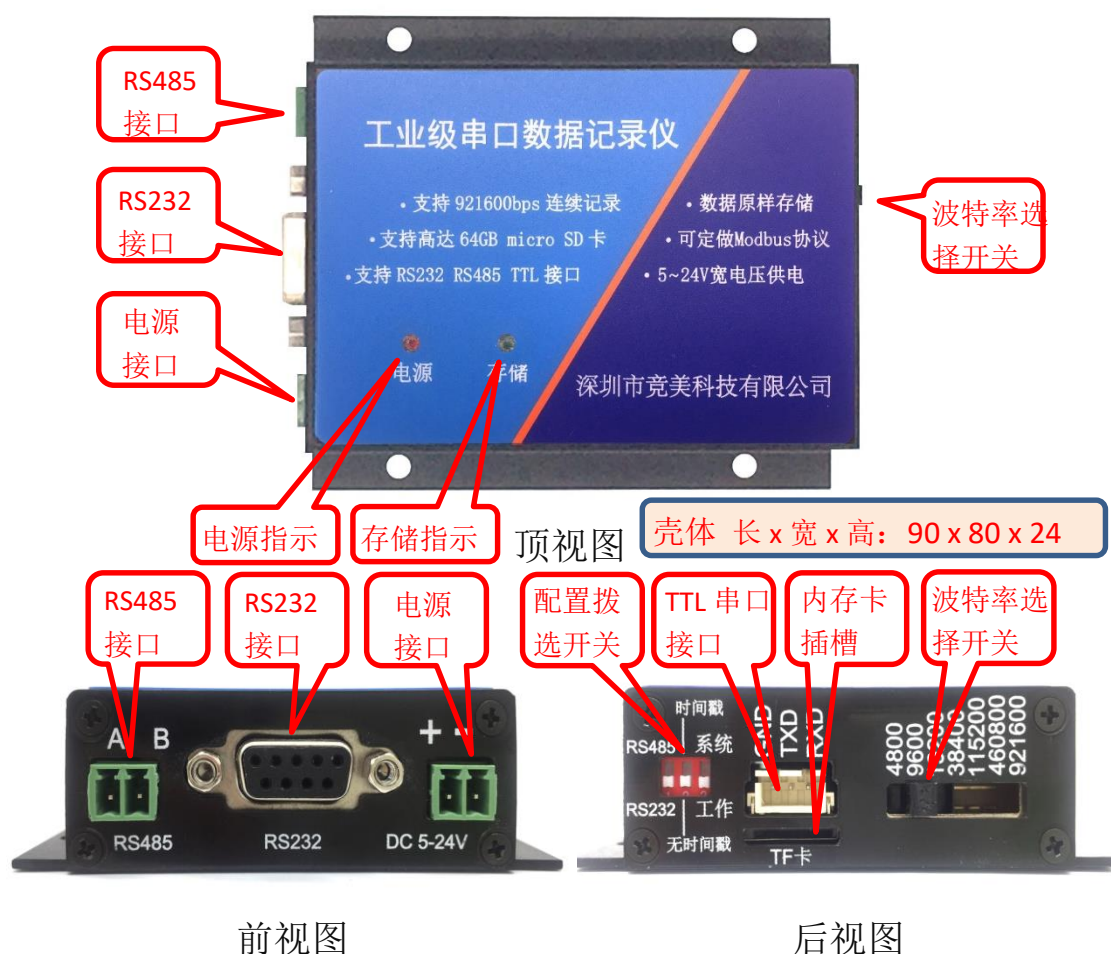 RS485
接口
RS232
接口
电源
接口
工业级串口数据记录仪
·支持 921600bps 连续记录
·支持高达 64GB micro SD 卡
·支持 RS232 RS485 TTL 接口
·数据原样存储
·可定做Modbus协议
·5~24V宽电压供电
电源
存储
深圳市竞美科技有限公司
波特率选
择开关
电源指示
存储指示
顶视图
壳体 长 x 宽 x 高：90 x 80 x 24
RS485
接口
RS232
接口
电源
接口
A B
+ -
RS485
RS232
DC 5-24V
前视图
配置拨
选开关
TTL 串口
接口
内存卡
插槽
波特率选
择开关
时间戳
RS485
系统
RS232
工作
无时间戳
GND
TXD
RXD
TF卡
4800
9600
38400
115200
460800
921600
后视图